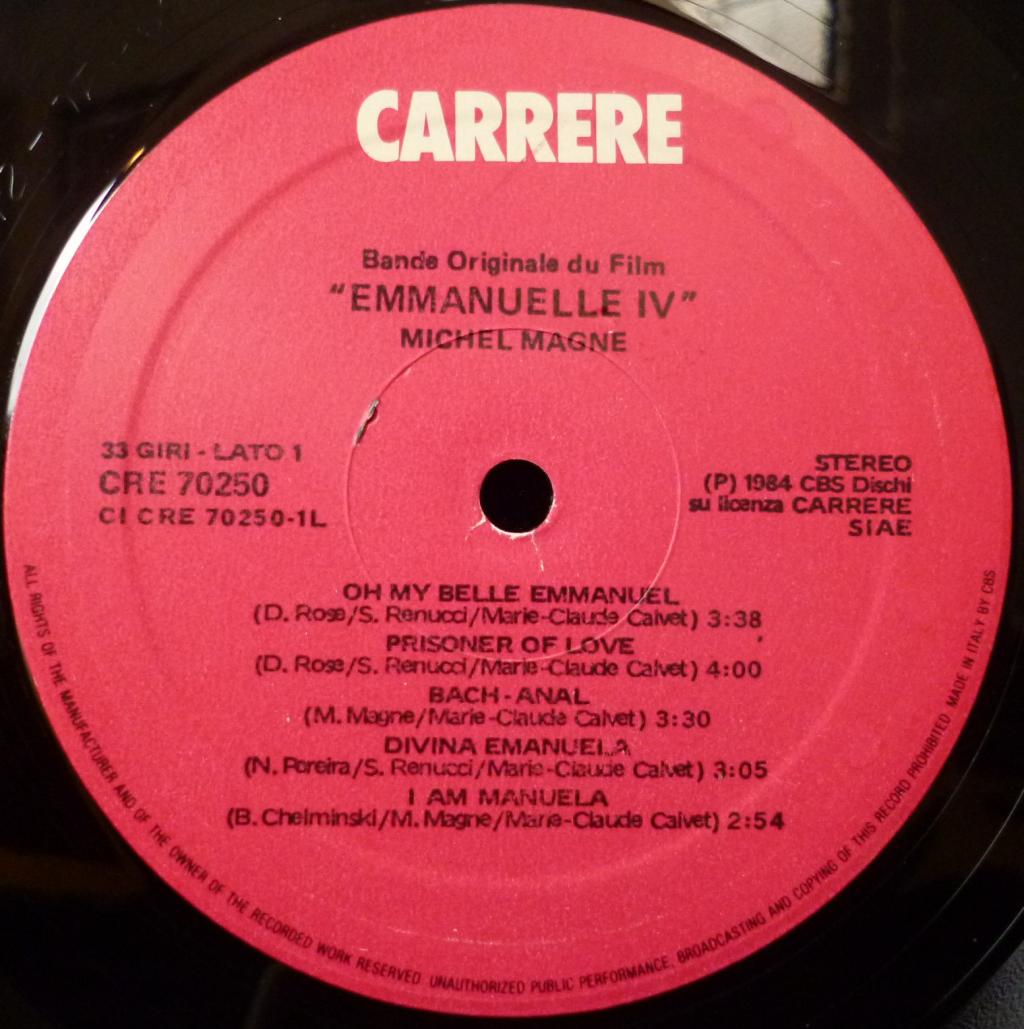 CARRERE
Bande Originale du Film
"EMMANUELLE IV"
MICHEL MAGNE
33 GIRI - LATO 1
CRE 70250
CI CRE 70250-1L
STEREO
(P) 1984 CBS Dischi
su licenza CARRERE
SIAE
OH MY BELLE EMMANUEL
(D. Rose/S. Renucci/Marie-Claude Calvet) 3:38
PRISONER OF LOVE
(D. Rose/S. Renucci/Marie-Claude Calvet) 4:00
BACH-ANAL
(M. Magne/Marie-Claude Calvet) 3:30
DIVINA EMANUELA
(N. Pereira/S. Renucci/Marie-Claude Calvet) 3:05
I AM MANUELA
(B. Chelminski/M. Magne/Marie-Claude Calvet) 2:54
ALL RIGHTS OF THE MANUFACTURER AND OF THE OWNER OF THE RECORDED WORK RESERVED. UNAUTHORIZED PUBLIC PERFORMANCE, BROADCASTING AND COPYING OF THIS RECORD PROHIBITED MADE IN ITALY BY CBS